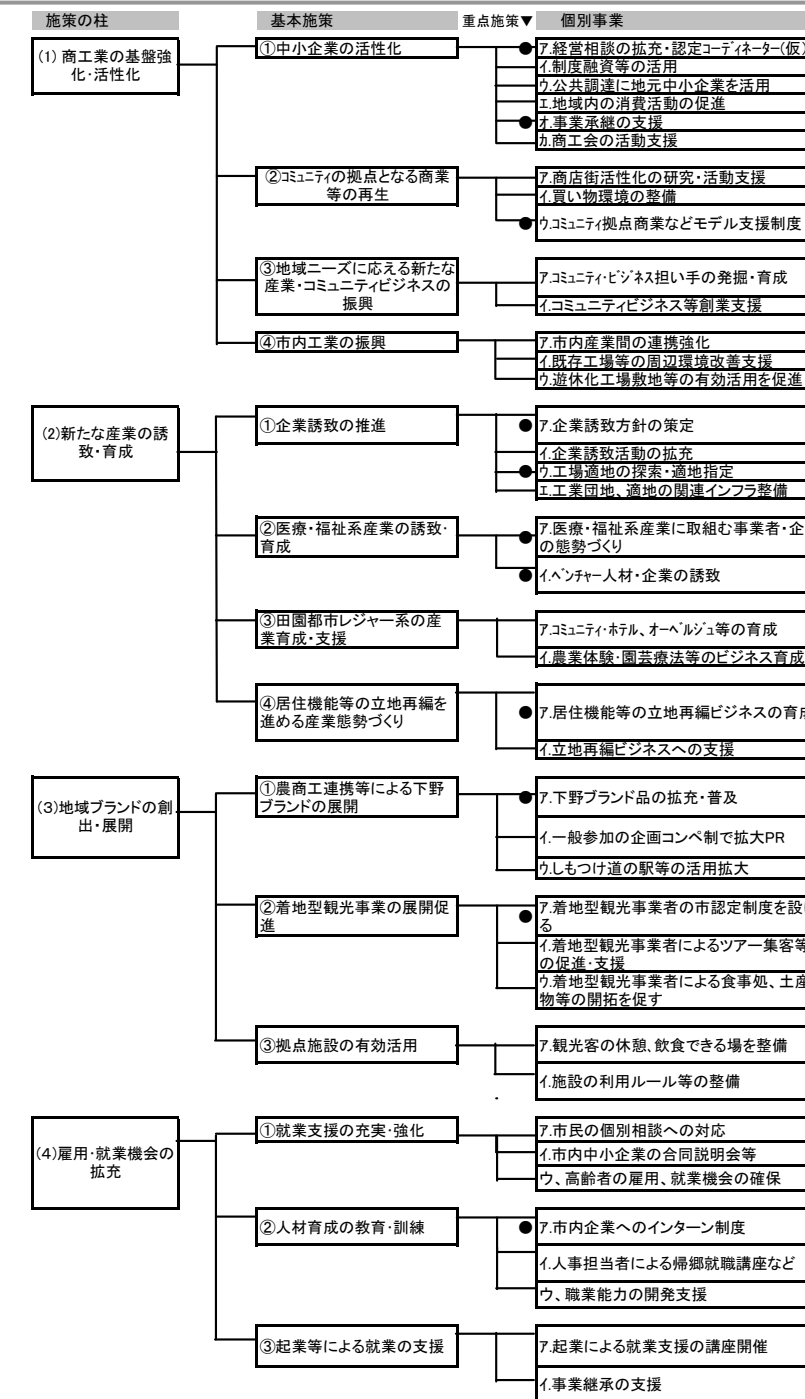 施策の柱 基本施策 重点施策▼ 個別事業
(1) 商工業の基盤強
化・活性化
①中小企業の活性化
●ア.経営相談の拡充・認定コーディネーター(仮)
イ.制度融資等の活用
ウ.公共調達に地元中小企業を活用
エ.地域内の消費活動の促進
●オ.事業承継の支援
カ.商工会の活動支援
②コミュニティの拠点となる商業
等の再生
ア.商店街活性化の研究・活動支援
イ.買い物環境の整備
●ウ.コミュニティ拠点商業などモデル支援制度
③地域ニーズに応える新たな
産業・コミュニティビジネスの
振興
ア.コミュニティ・ビジネス担い手の発掘・育成
イ.コミュニティビジネス等創業支援
④市内工業の振興
ア.市内産業間の連携強化
イ.既存工場等の周辺環境改善支援
ウ.遊休化工場敷地等の有効活用を促進
(2)新たな産業の誘
致・育成
①企業誘致の推進
●ア.企業誘致方針の策定
イ.企業誘致活動の拡充
●ウ.工場適地の探索・適地指定
エ.工業団地、適地の関連インフラ整備
②医療・福祉系産業の誘致・
育成
●ア.医療・福祉系産業に取組む事業者・企
の態勢づくり
●イ.ベンチャー人材・企業の誘致
③田園都市レジャー系の産
業育成・支援
ア.コミュニティ・ホテル、オーベルジュ等の育成
イ.農業体験・園芸療法等のビジネス育成
④居住機能等の立地再編を
進める産業態勢づくり
●ア.居住機能等の立地再編ビジネスの育成
イ.立地再編ビジネスへの支援
(3)地域ブランドの創
出・展開
①農商工連携等による下野
ブランドの展開
●ア.下野ブランド品の拡充・普及
イ.一般参加の企画コンペ制で拡大PR
ウ.しもつけ道の駅等の活用拡大
②着地型観光事業の展開促
進
●ア.着地型観光事業者の市認定制度を設け
る
イ.着地型観光事業者によるツアー集客等
の促進・支援
ウ.着地型観光事業者による食事処、土産
物等の開拓を促す
③拠点施設の有効活用
ア.観光客の休憩、飲食できる場を整備
イ.施設の利用ルール等の整備
(4)雇用・就業機会の
拡充
①就業支援の充実・強化
ア.市民の個別相談への対応
イ.市内中小企業の合同説明会等
ウ、高齢者の雇用、就業機会の確保
②人材育成の教育・訓練
●ア.市内企業へのインターン制度
イ.人事担当者による帰郷就職講座など
ウ、職業能力の開発支援
③起業等による就業の支援
ア.起業による就業支援の講座開催
イ.事業継承の支援